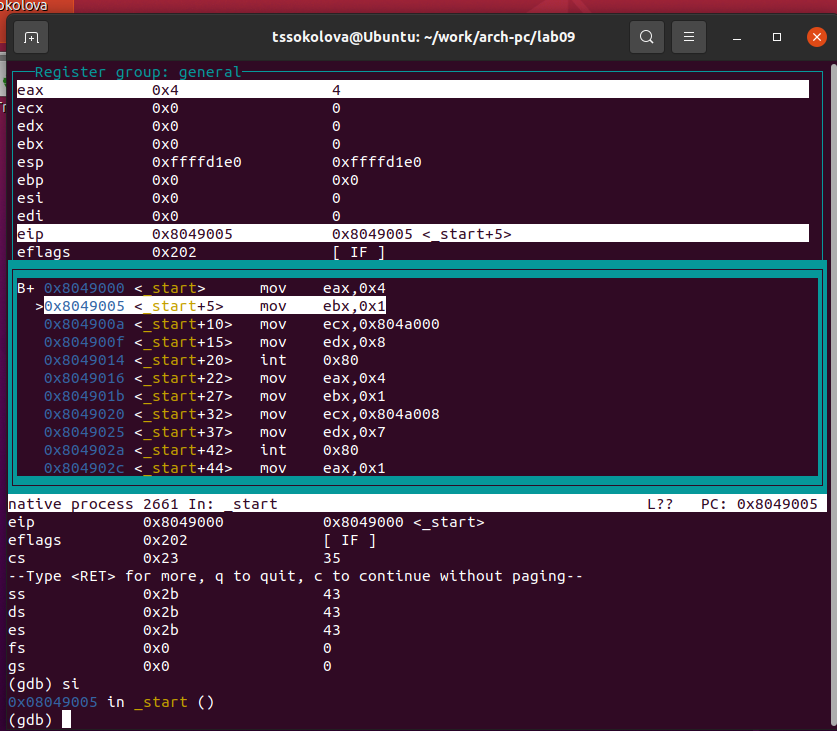 okolova
tssokolova@Ubuntu: ~/work/arch-pc/lab09
Register group: general
eax 0x4 4
ecx 0x0 0
edx 0x0 0
ebx 0x0 0
esp 0xffffd1e0 0xffffd1e0
ebp 0x0 0x0
esi 0x0 0
edi 0x0 0
eip 0x8049005 0x8049005 <_start+5>
eflags 0x202 [ IF ]
B+ 0x8049000 <_start> mov eax,0x4
>0x8049005 <_start+5> mov ebx,0x1
0x804900a <_start+10> mov ecx,0x804a000
0x804900f <_start+15> mov edx,0x8
0x8049014 <_start+20> int 0x80
0x8049016 <_start+22> mov eax,0x4
0x804901b <_start+27> mov ebx,0x1
0x8049020 <_start+32> mov ecx,0x804a008
0x8049025 <_start+37> mov edx,0x7
0x804902a <_start+42> int 0x80
0x804902c <_start+44> mov eax,0x1
native process 2661 In: _start L?? PC: 0x8049005
eip 0x8049000 0x8049000 <_start>
eflags 0x202 [ IF ]
cs 0x23 35
--Type <RET> for more, q to quit, c to continue without paging--
ss 0x2b 43
ds 0x2b 43
es 0x2b 43
fs 0x0 0
gs 0x0 0
(gdb) si
0x08049005 in _start ()
(gdb)